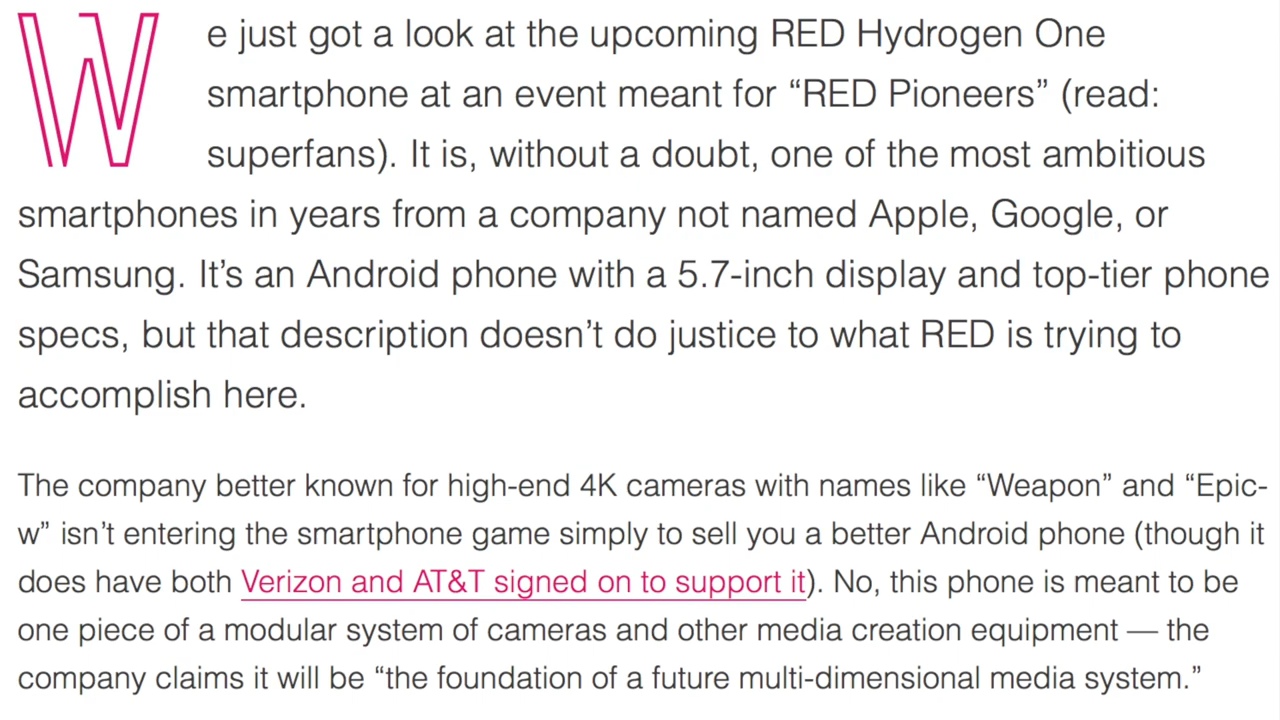 We just got a look at the upcoming RED Hydrogen One
smartphone at an event meant for “RED Pioneers” (read:
superfans). It is, without a doubt, one of the most ambitious
smartphones in years from a company not named Apple, Google, or
Samsung. It’s an Android phone with a 5.7-inch display and top-tier phone
specs, but that description doesn’t do justice to what RED is trying to
accomplish here.
The company better known for high-end 4K cameras with names like “Weapon” and “Epic-
w” isn’t entering the smartphone game simply to sell you a better Android phone (though it
does have both Verizon and AT&T signed on to support it). No, this phone is meant to be
one piece of a modular system of cameras and other media creation equipment — the
company claims it will be “the foundation of a future multi-dimensional media system.”